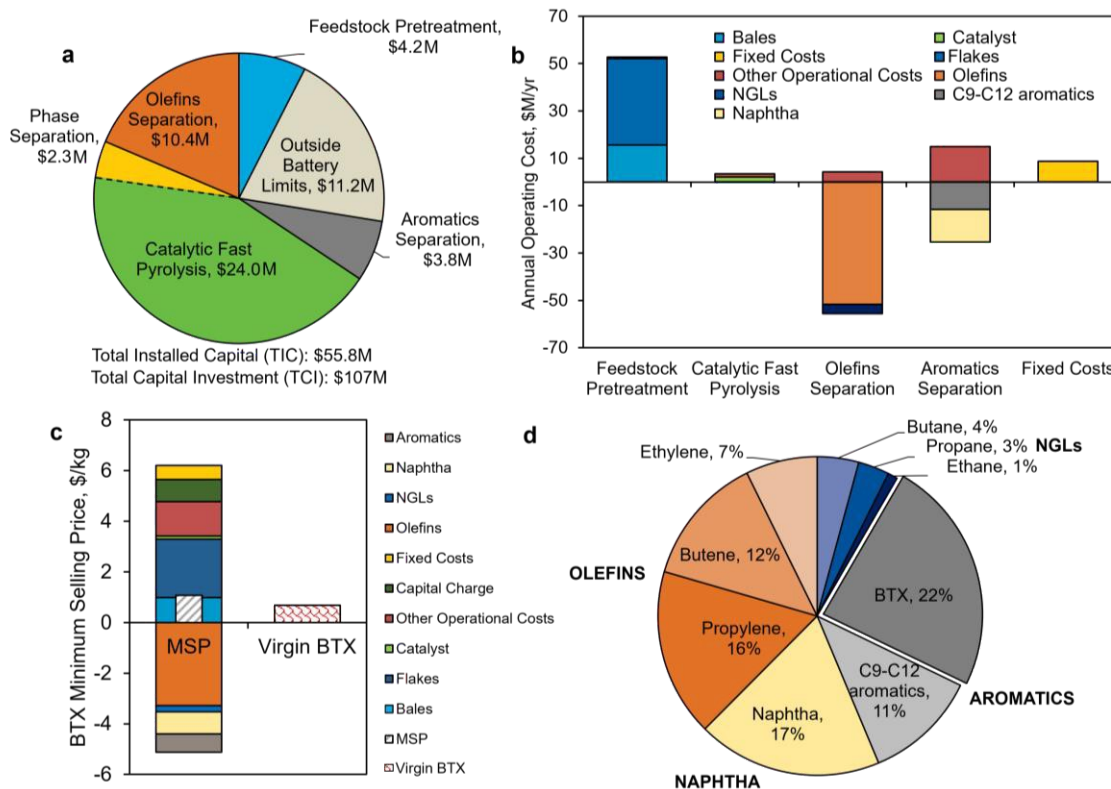 a
Feedstock Pretreatment,
$4.2M
Olefins
Separation,
$10.4M
Phase
Separation,
$2.3M
Outside
Battery
Limits, $11.2M
Aromatics
Separation,
$3.8M
Catalytic Fast
Pyrolysis, $24.0M
Total Installed Capital (TIC): $55.8M
Total Capital Investment (TCI): $107M
b
Annual Operating Cost, $M/yr
70
50
30
10
-10
-30
-50
-70
Bales
Catalyst
Fixed Costs
Flakes
Other Operational Costs
Olefins
NGLs
C9-C12 aromatics
Naphtha
Feedstock
Pretreatment
Catalytic Fast
Pyrolysis
Olefins
Separation
Aromatics
Separation
Fixed Costs
c
BTX Minimum Selling Price, $/kg
8
6
4
2
0
-2
-4
-6
MSP
Virgin BTX
Aromatics
Naphtha
NGLs
Olefins
Fixed Costs
Capital Charge
Other Operational Costs
Catalyst
Flakes
Bales
MSP
Virgin BTX
d
Butane, 4%
Propane, 3%
NGLs
Ethane, 1%
Ethylene, 7%
Butene, 12%
OLEFINS
BTX, 22%
Propylene,
16%
C9-C12
aromatics,
11%
AROMATICS
Naphtha,
17%
NAPHTHA